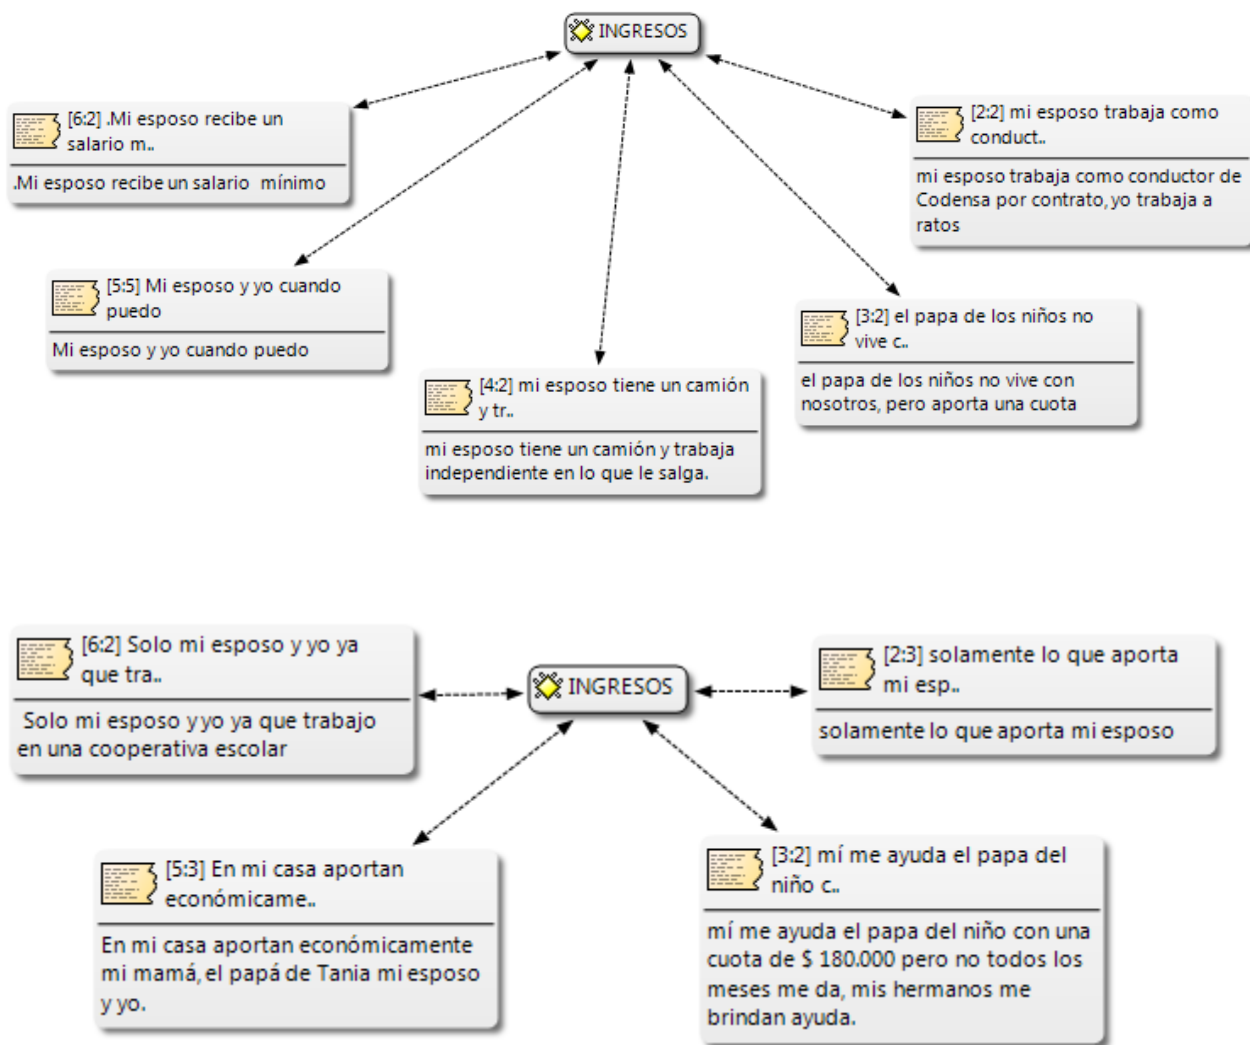 INGRESOS
[6:2] .Mi esposo recibe un
salario m..
.Mi esposo recibe un salario mínimo
[2:2] mi esposo trabaja como
conduct..
mi esposo trabaja como conductor de
Codensa por contrato, yo trabaja a
ratos
[5:5] Mi esposo y yo cuando
puedo
Mi esposo y yo cuando puedo
[3:2] el papa de los niños no
vive c..
el papa de los niños no vive con
nosotros, pero aporta una cuota
[4:2] mi esposo tiene un camión
y tr..
mi esposo tiene un camión y trabaja
independiente en lo que le salga.
INGRESOS
[6:2] Solo mi esposo y yo ya
que tra..
Solo mi esposo y yo ya que trabajo
en una cooperativa escolar
[2:3] solamente lo que aporta
mi esp..
solamente lo que aporta mi esposo
[5:3] En mi casa aportan
económicame..
En mi casa aportan económicamente
mi mamá, el papá de Tania mi esposo
y yo.
[3:2] mí me ayuda el papa del
niño c..
mí me ayuda el papa del niño con una
cuota de $ 180.000 pero no todos los
meses me da, mis hermanos me
brindan ayuda.